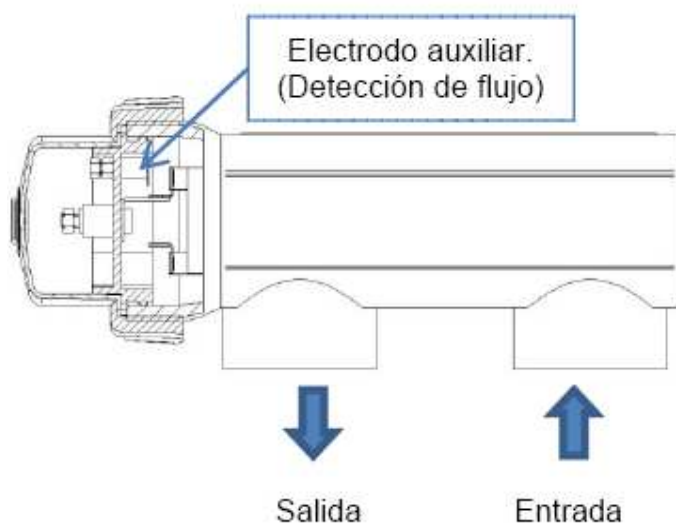 Electrodo auxiliar.
(Detección de flujo)
Salida
Entrada